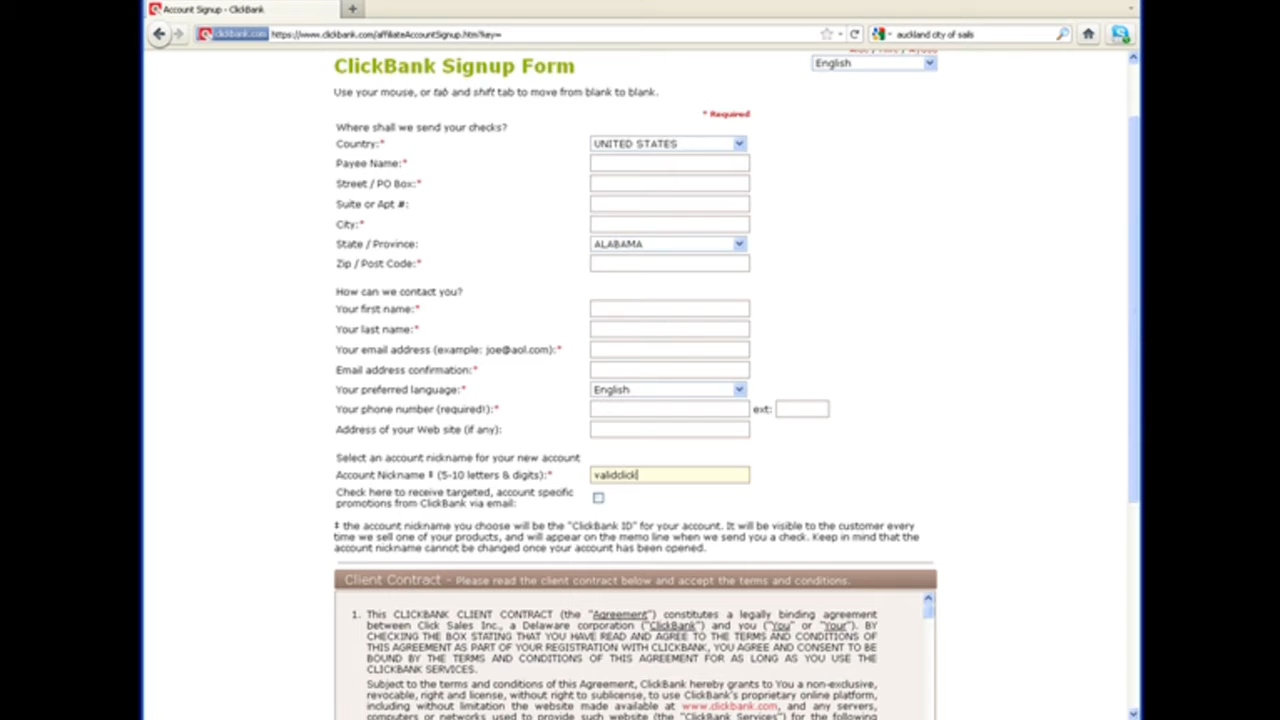 Account Signup - ClickBank
clickbank.com https://www.clickbank.com/affiliateAccountSignup.htm?key=
auckland city of sails
ClickBank Signup Form
English
Use your mouse, or tab and shift tab to move from blank to blank.
* Required
Where shall we send your checks?
Country:* UNITED STATES
Payee Name:*
Street / PO Box:*
Suite or Apt #:
City:*
State / Province: ALABAMA
Zip / Post Code:*
How can we contact you?
Your first name:*
Your last name:*
Your email address (example: joe@aol.com):*
Email address confirmation:*
Your preferred language:* English
Your phone number (required!):* ext:
Address of your Web site (if any):
Select an account nickname for your new account
Account Nickname ‡ (5-10 letters & digits):* validclick
Check here to receive targeted, account specific
promotions from ClickBank via email:
‡ the account nickname you choose will be the "ClickBank ID" for your account. It will be visible to the customer every
time we sell one of your products, and will appear on the memo line when we send you a check. Keep in mind that the
account nickname cannot be changed once your account has been opened.
Client Contract - Please read the client contract below and accept the terms and conditions.
1. This CLICKBANK CLIENT CONTRACT (the "Agreement") constitutes a legally binding agreement
between Click Sales Inc., a Delaware corporation ("ClickBank") and you ("You" or "Your"). BY
CHECKING THE BOX STATING THAT YOU HAVE READ AND AGREE TO THE TERMS AND CONDITIONS OF
THIS AGREEMENT AS PART OF YOUR REGISTRATION WITH CLICKBANK, YOU AGREE AND CONSENT TO BE
BOUND BY THE TERMS AND CONDITIONS OF THIS AGREEMENT FOR AS LONG AS YOU USE THE
CLICKBANK SERVICES.
Subject to the terms and conditions of this Agreement, ClickBank hereby grants to You a non-exclusive,
revocable, right and license, without right to sublicense, to use ClickBank's proprietary online platform,
including without limitation the website made available at www.clickbank.com, and any servers,
computers or networks used to provide such website (the "ClickBank Services") for the following